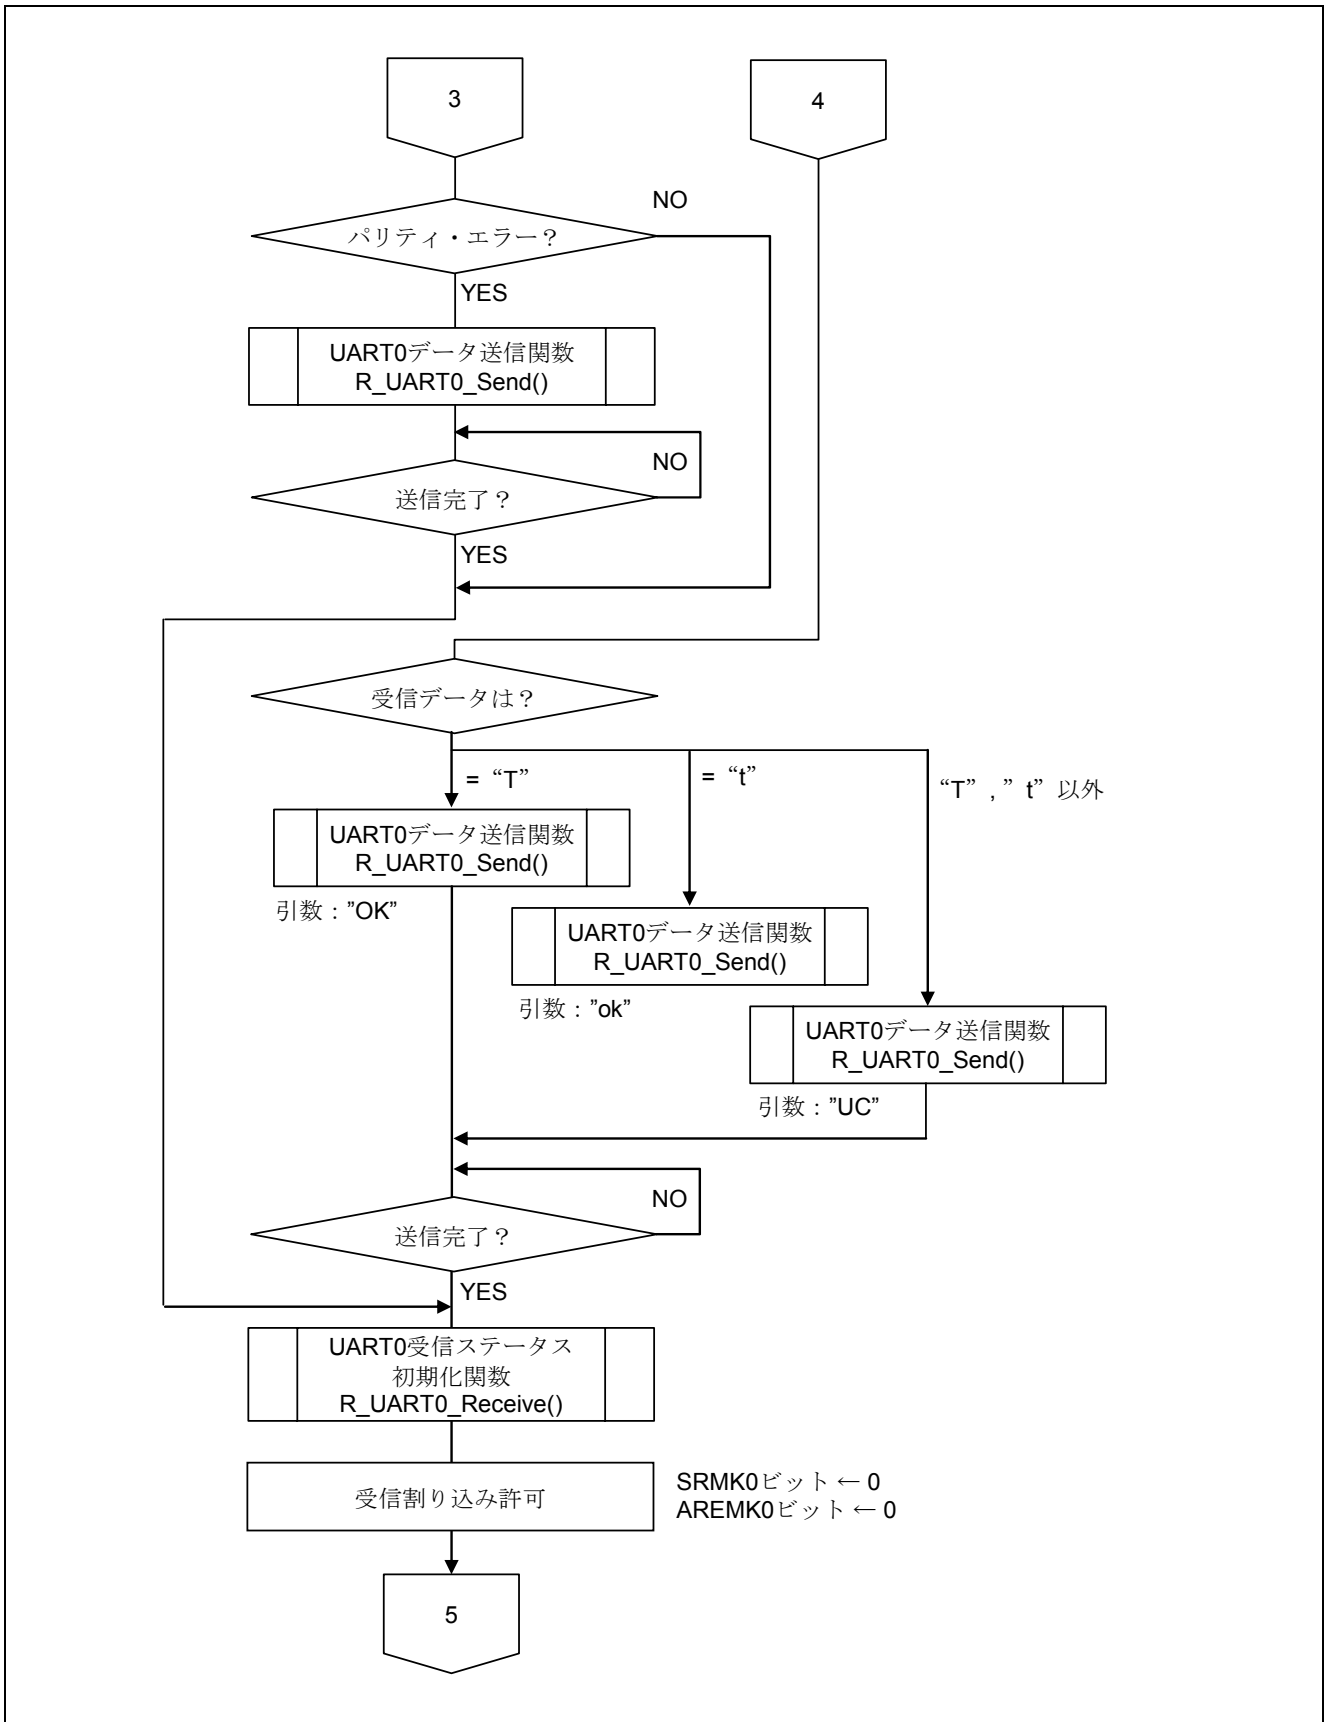 3
4
パリティ・エラー？
NO
YES
UART0データ送信関数
R_UART0_Send()
NO
送信完了？
YES
受信データは？
= “T”
= “t”
“T” , ” t” 以外
UART0データ送信関数
R_UART0_Send()
引数：”OK”
UART0データ送信関数
R_UART0_Send()
引数：”ok”
UART0データ送信関数
R_UART0_Send()
引数：”UC”
NO
送信完了？
YES
UART0受信ステータス
初期化関数
R_UART0_Receive()
受信割り込み許可
SRMK0ビット ← 0
AREMK0ビット ← 0
5